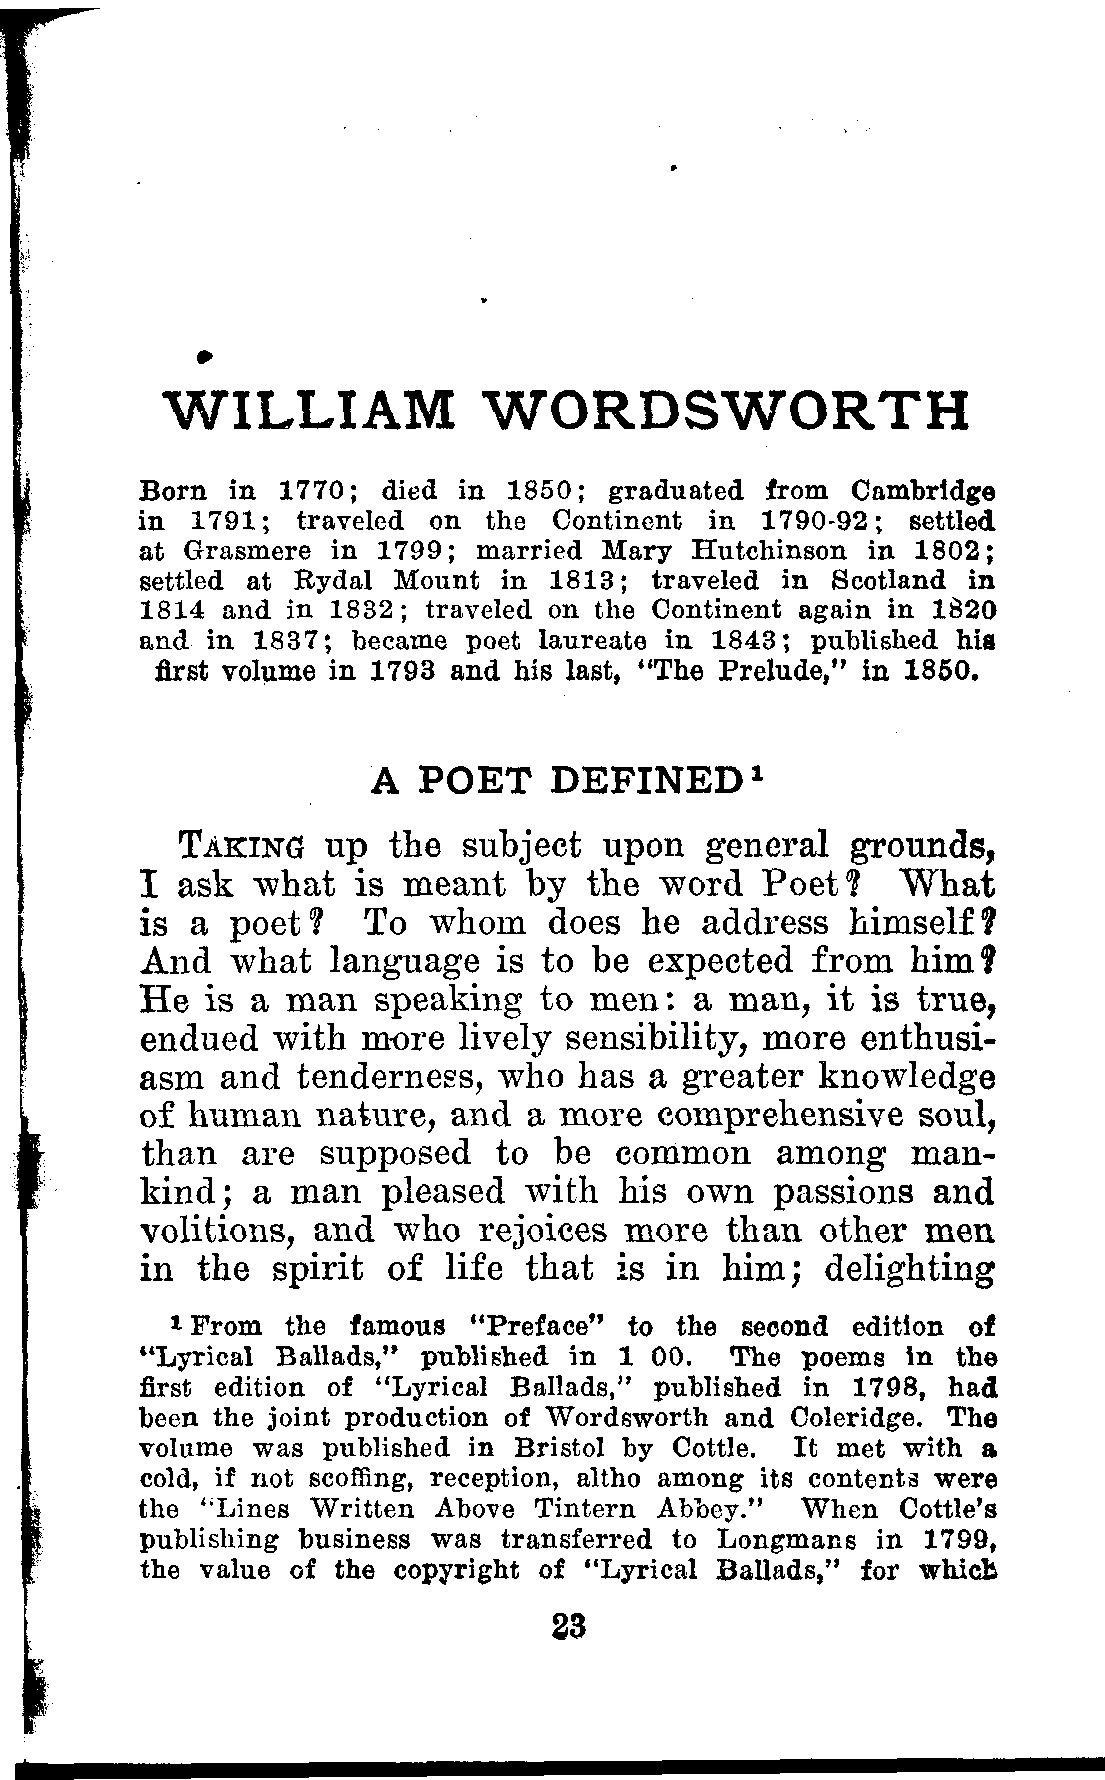 WILLIAM WORDSWORTH
Born in 1770; died in 1850; graduated from Cambridge
in 1791; traveled on the Continent in 1790-92; settled
at Grasmere in 1799; married Mary Hutchinson in 1802;
settled at Rydal Mount in 1813; traveled in Scotland in
1814 and in 1832; traveled on the Continent again in 1820
and in 1837; became poet laureate in 1843; published his
first volume in 1793 and his last, “The Prelude,” in 1850.
A POET DEFINED¹
TAKING up the subject upon general grounds,
I ask what is meant by the word Poet? What
is a poet? To whom does he address himself?
And what language is to be expected from him?
He is a man speaking to men: a man, it is true,
endued with more lively sensibility, more enthusi-
asm and tenderness, who has a greater knowledge
of human nature, and a more comprehensive soul,
than are supposed to be common among man-
kind; a man pleased with his own passions and
volitions, and who rejoices more than other men
in the spirit of life that is in him; delighting
¹ From the famous “Preface” to the second edition of
“Lyrical Ballads,” published in 1 00. The poems in the
first edition of “Lyrical Ballads,” published in 1798, had
been the joint production of Wordsworth and Coleridge. The
volume was published in Bristol by Cottle. It met with a
cold, if not scoffing, reception, altho among its contents were
the “Lines Written Above Tintern Abbey.” When Cottle’s
publishing business was transferred to Longmans in 1799,
the value of the copyright of “Lyrical Ballads,” for which
23